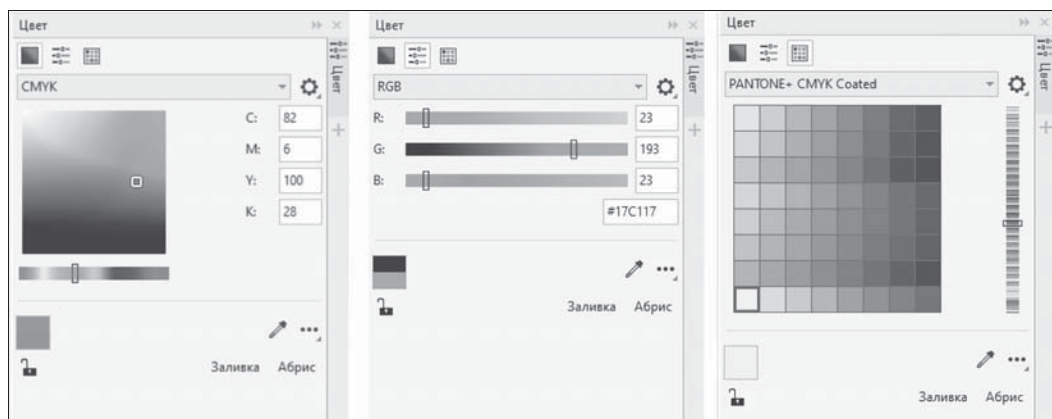 Цвет
CMYK
C: 82
M: 6
Y: 100
K: 28
Заливка Абрис
Цвет
Цвет
RGB
R: 23
G: 193
B: 23
#17C117
Заливка Абрис
Цвет
Цвет
PANTONE+ CMYK Coated
Заливка Абрис
Цвет